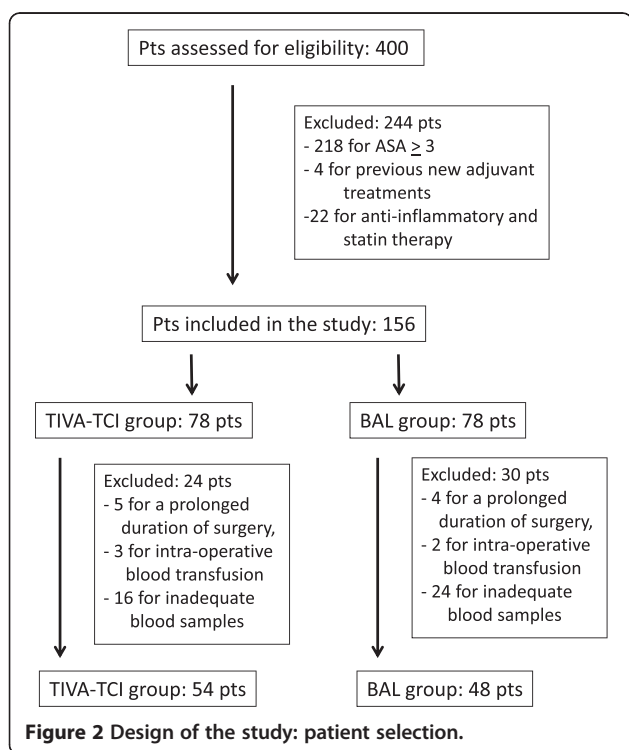 Pts assessed for eligibility: 400
Excluded: 244 pts
- 218 for ASA ≥ 3
- 4 for previous new adjuvant
treatments
-22 for anti-inflammatory and
statin therapy
Pts included in the study: 156
TIVA-TCI group: 78 pts
BAL group: 78 pts
Excluded: 24 pts
- 5 for a prolonged
duration of surgery,
- 3 for intra-operative
blood transfusion
- 16 for inadequate
blood samples
Excluded: 30 pts
- 4 for a prolonged
duration of surgery,
- 2 for intra-operative
blood transfusion
- 24 for inadequate
blood samples
TIVA-TCI group: 54 pts
BAL group: 48 pts
Figure 2 Design of the study: patient selection.